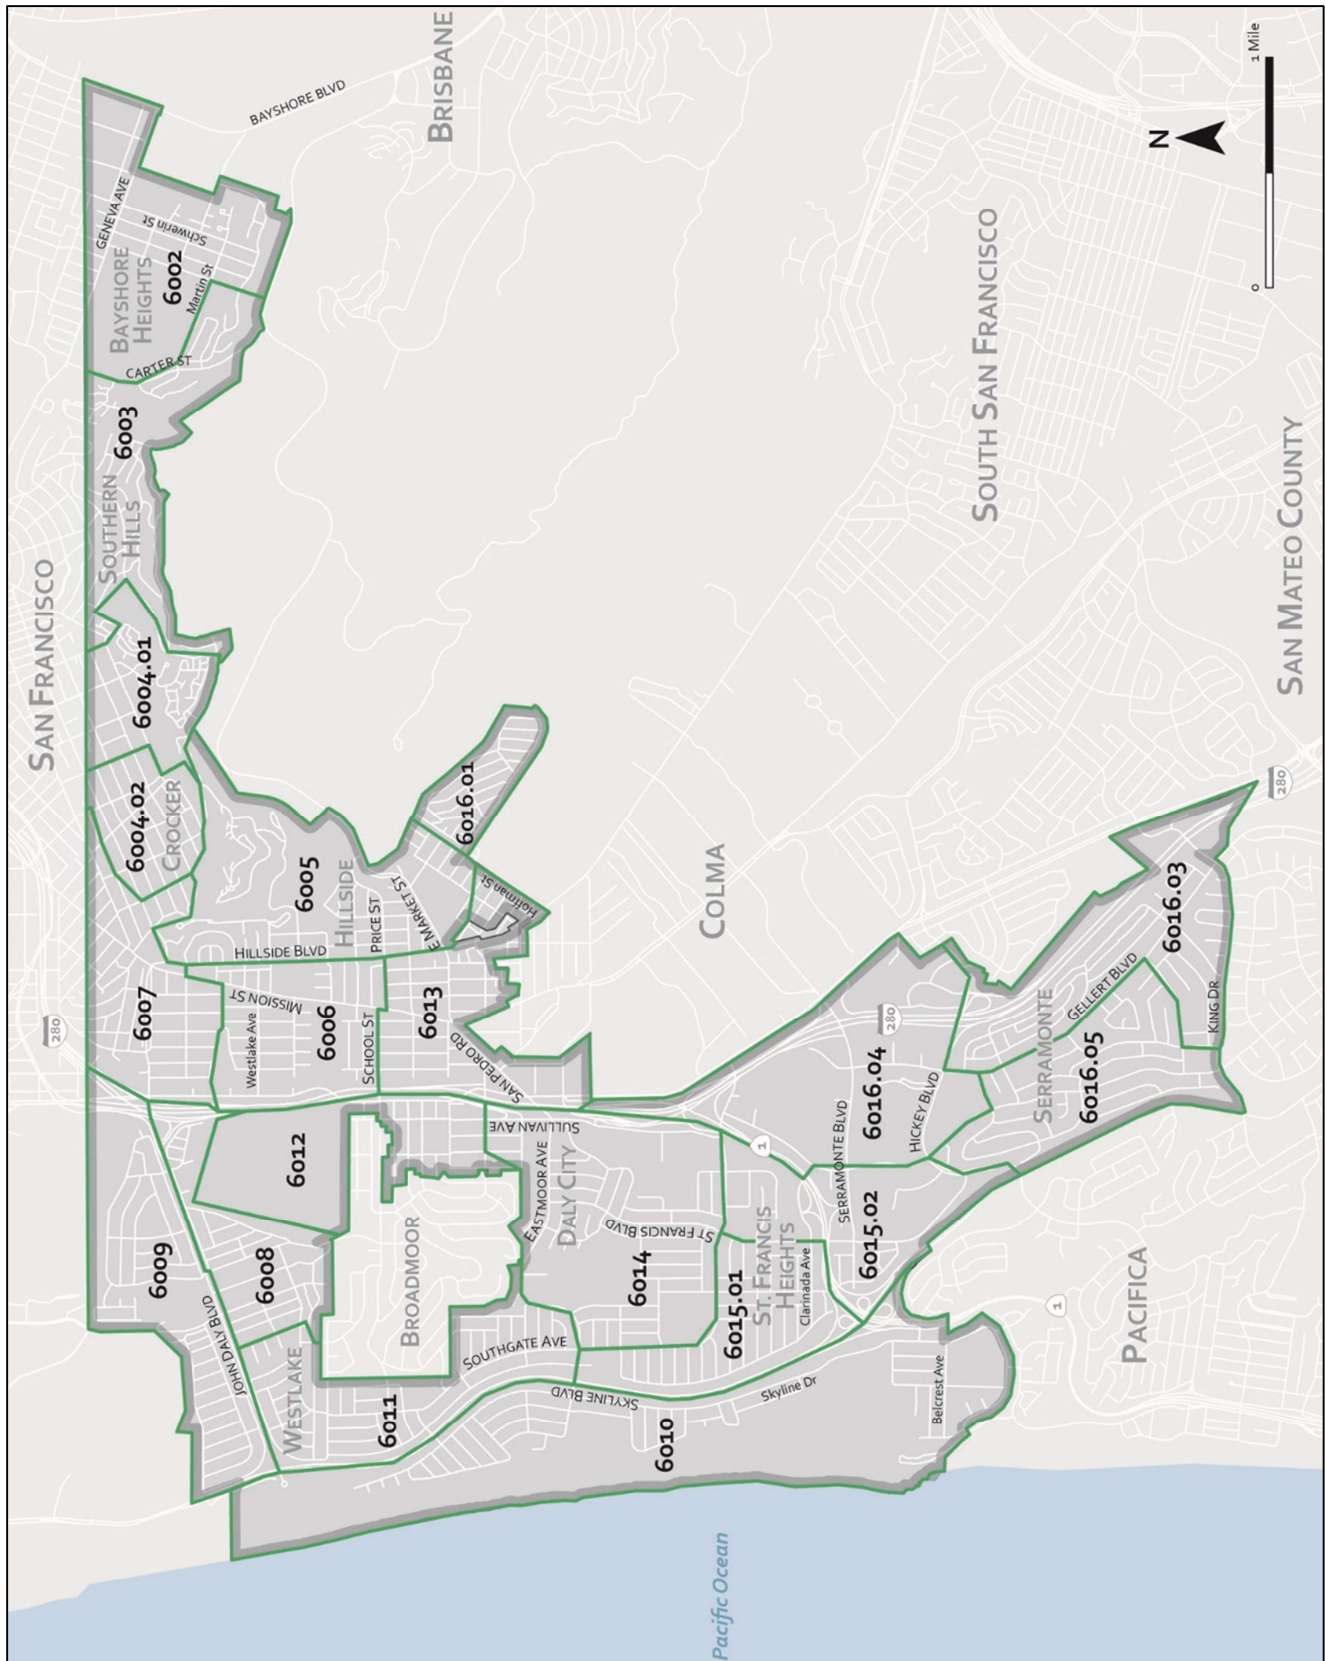 SAN FRANCISCO
BRISBANE
BAYSHORE BLVD
GENEVA AVE
Schwerin St
BAYSHORE
HEIGHTS
6002
Martin St
CARTER ST
6003
SOUTHERN
HILLS
6004.01
6004.02
CROCKER
6005
HILLSIDE
PRICE ST
E MARKET ST
HILLSIDE BLVD
6016.01
Hoffman St
280
6007
MISSION ST
Westlake Ave
6006
SCHOOL ST
6013
SAN PEDRO RD
COLMA
SOUTH SAN FRANCISCO
SAN MATEO COUNTY
N
0
1 Mile
6012
6009
6008
JOHN DALY BLVD
BROADMOOR
SULLIVAN AVE
EASTMOOR AVE
DALY CITY
ST FRANCIS BLVD
6014
WESTLAKE
SOUTHGATE AVE
6011
SKYLINE BLVD
6010
6015.01
ST. FRANCIS
HEIGHTS
Clarinada Ave
Skyline Dr
Belcrest Ave
1
SERRAMONTE BLVD
6015.02
6016.04
HICKEY BLVD
280
SERRAMONTE
GELLERT BLVD
6016.05
6016.03
KING DR
280
1
PACIFICA
Pacific Ocean